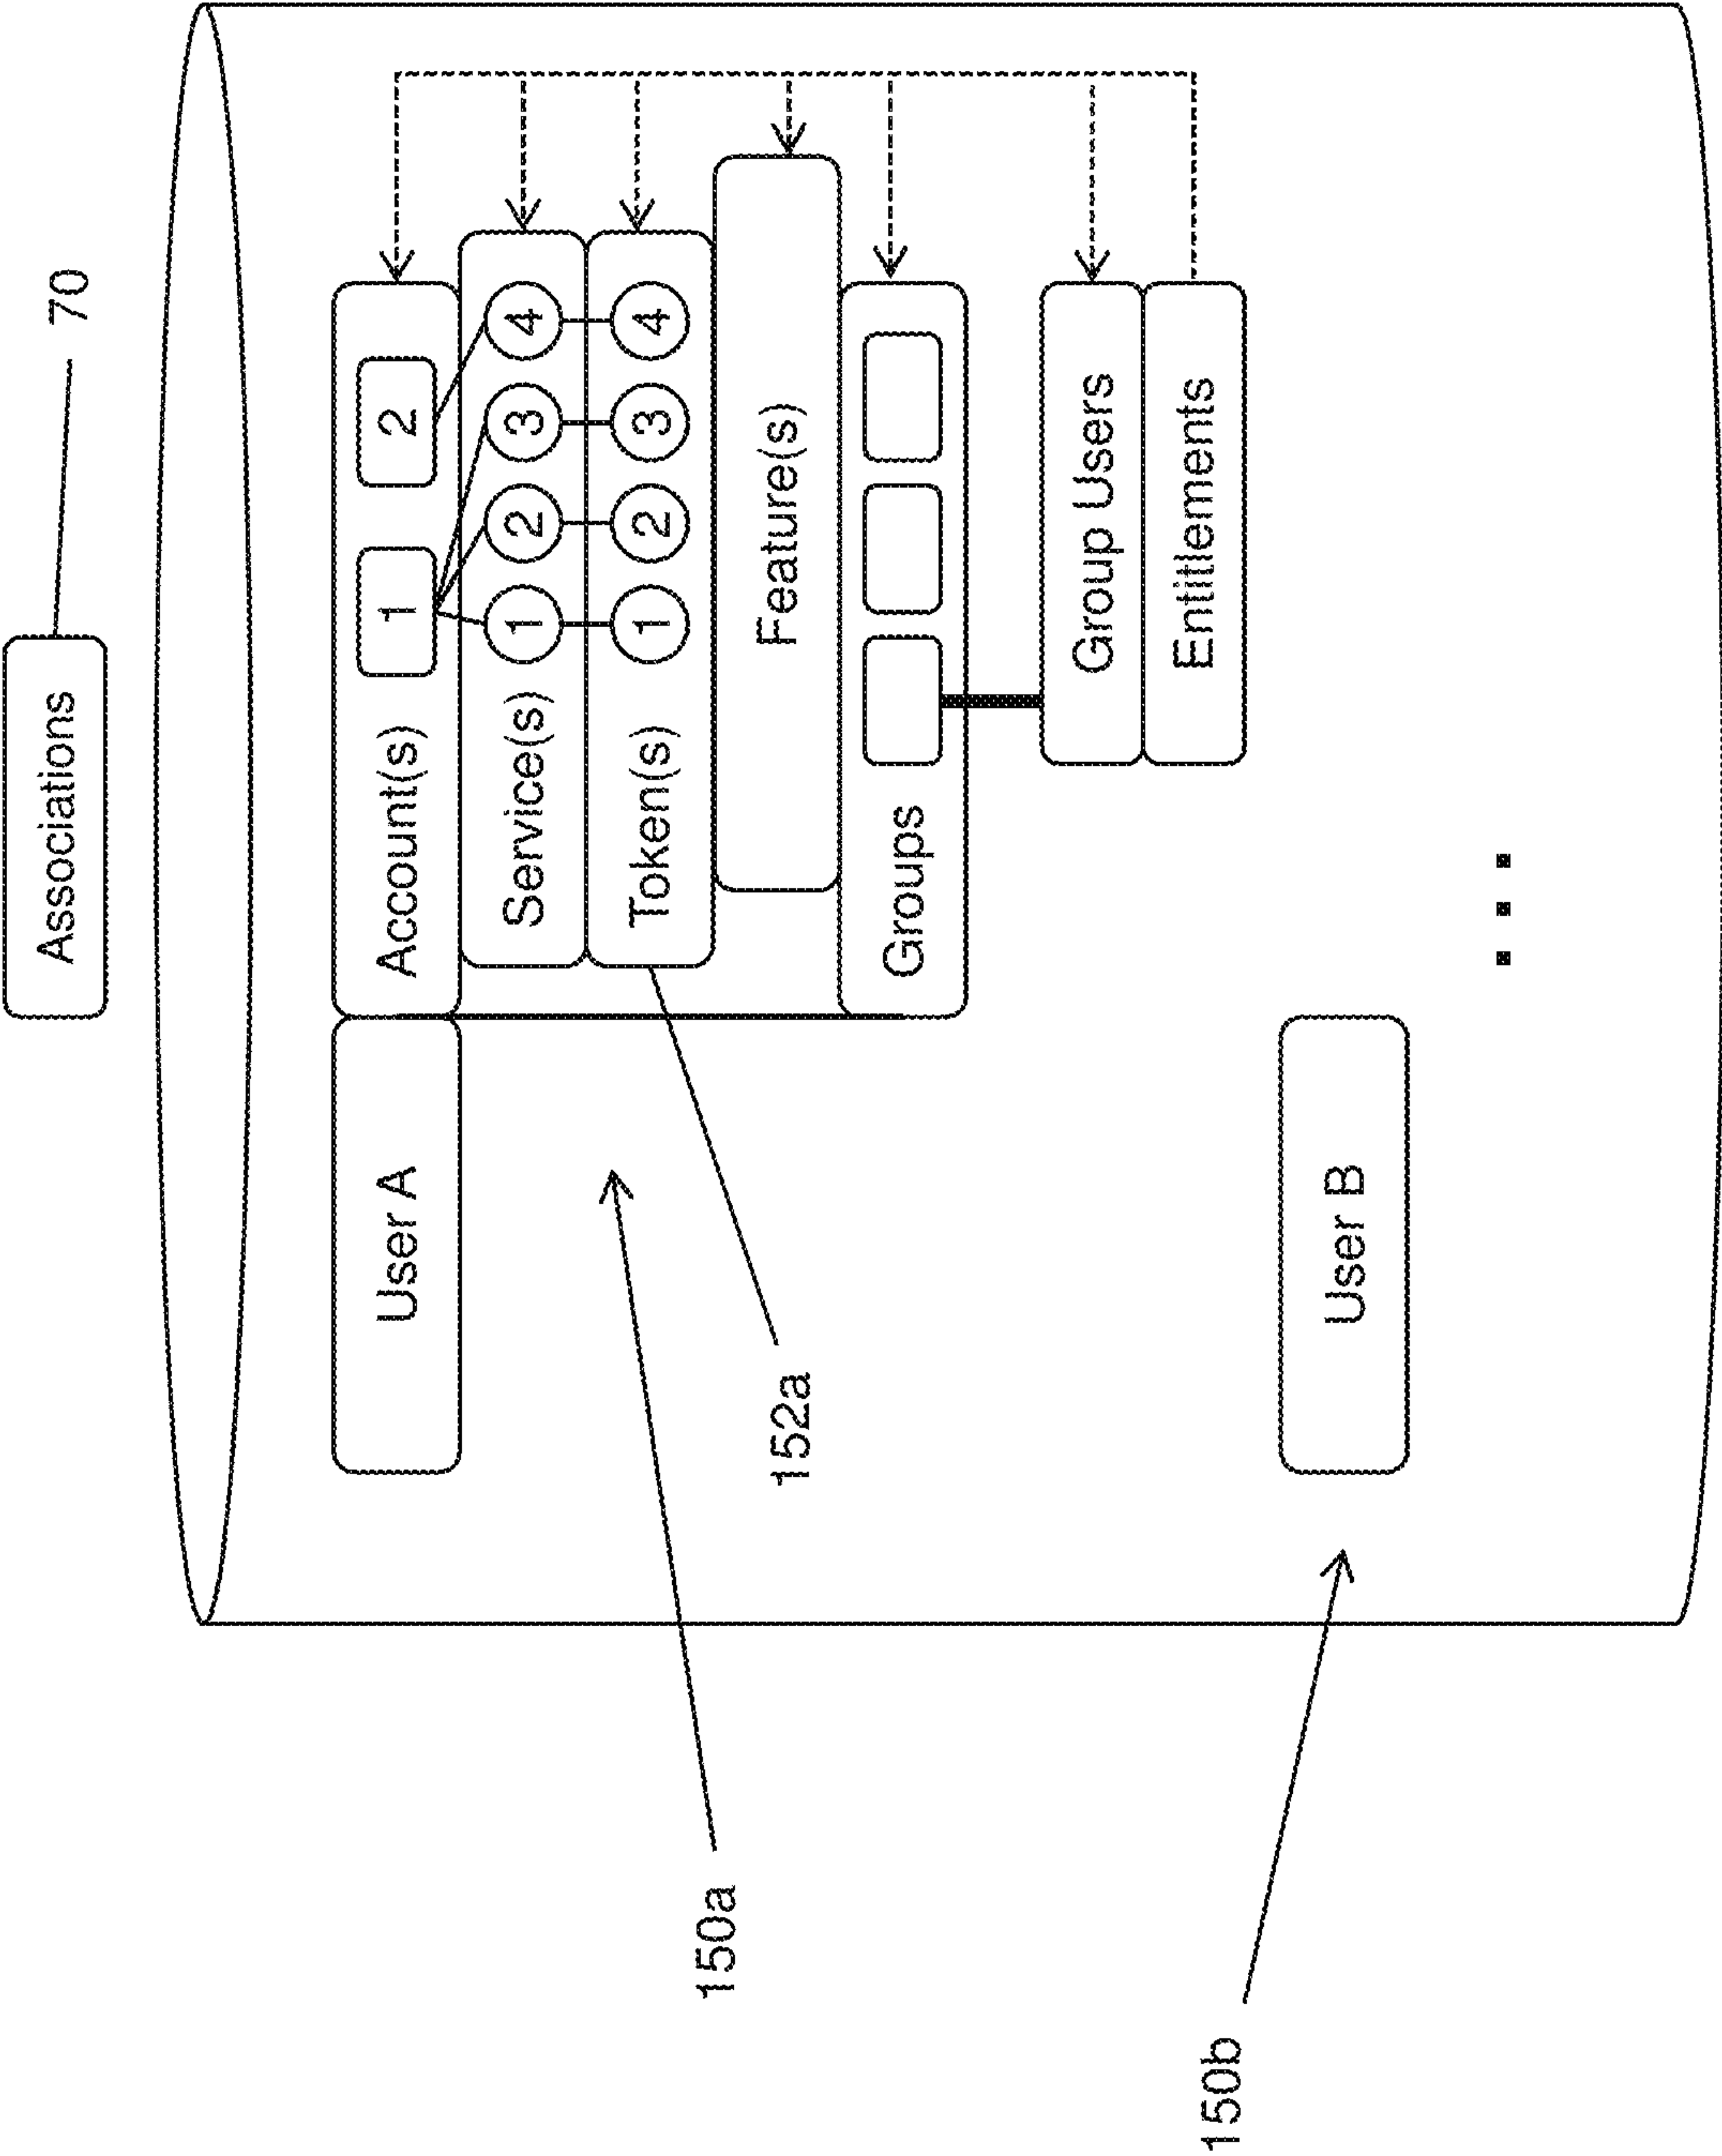 Associations
70
User A
Account(s)
1
2
Service(s)
1
2
3
4
Token(s)
1
2
3
4
Feature(s)
Groups
Group Users
Entitlements
152a
150a
User B
150b